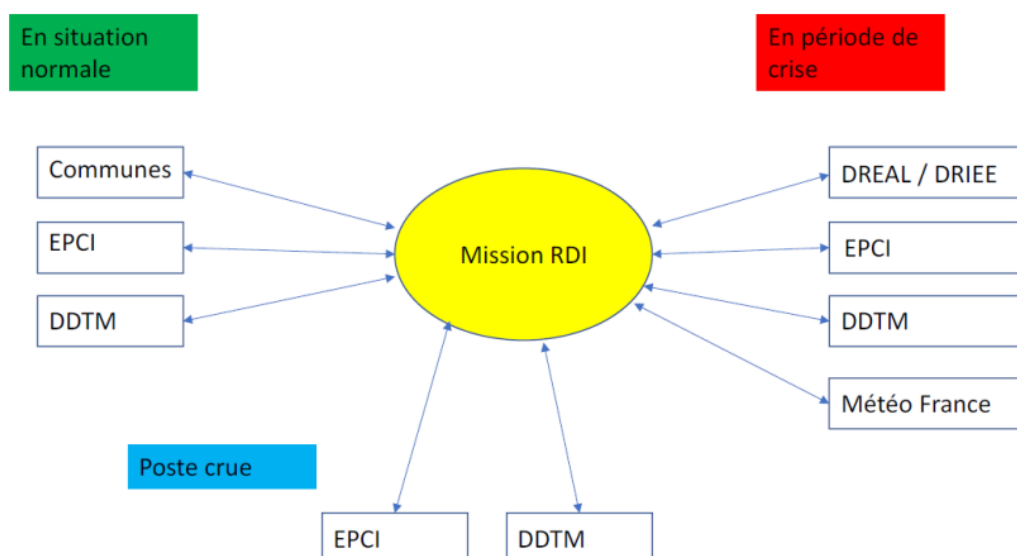 En situation
normale
En période de
crise
Communes
DREAL / DRIEE
EPCI
Mission RDI
EPCI
DDTM
DDTM
Météo France
Poste crue
EPCI
DDTM